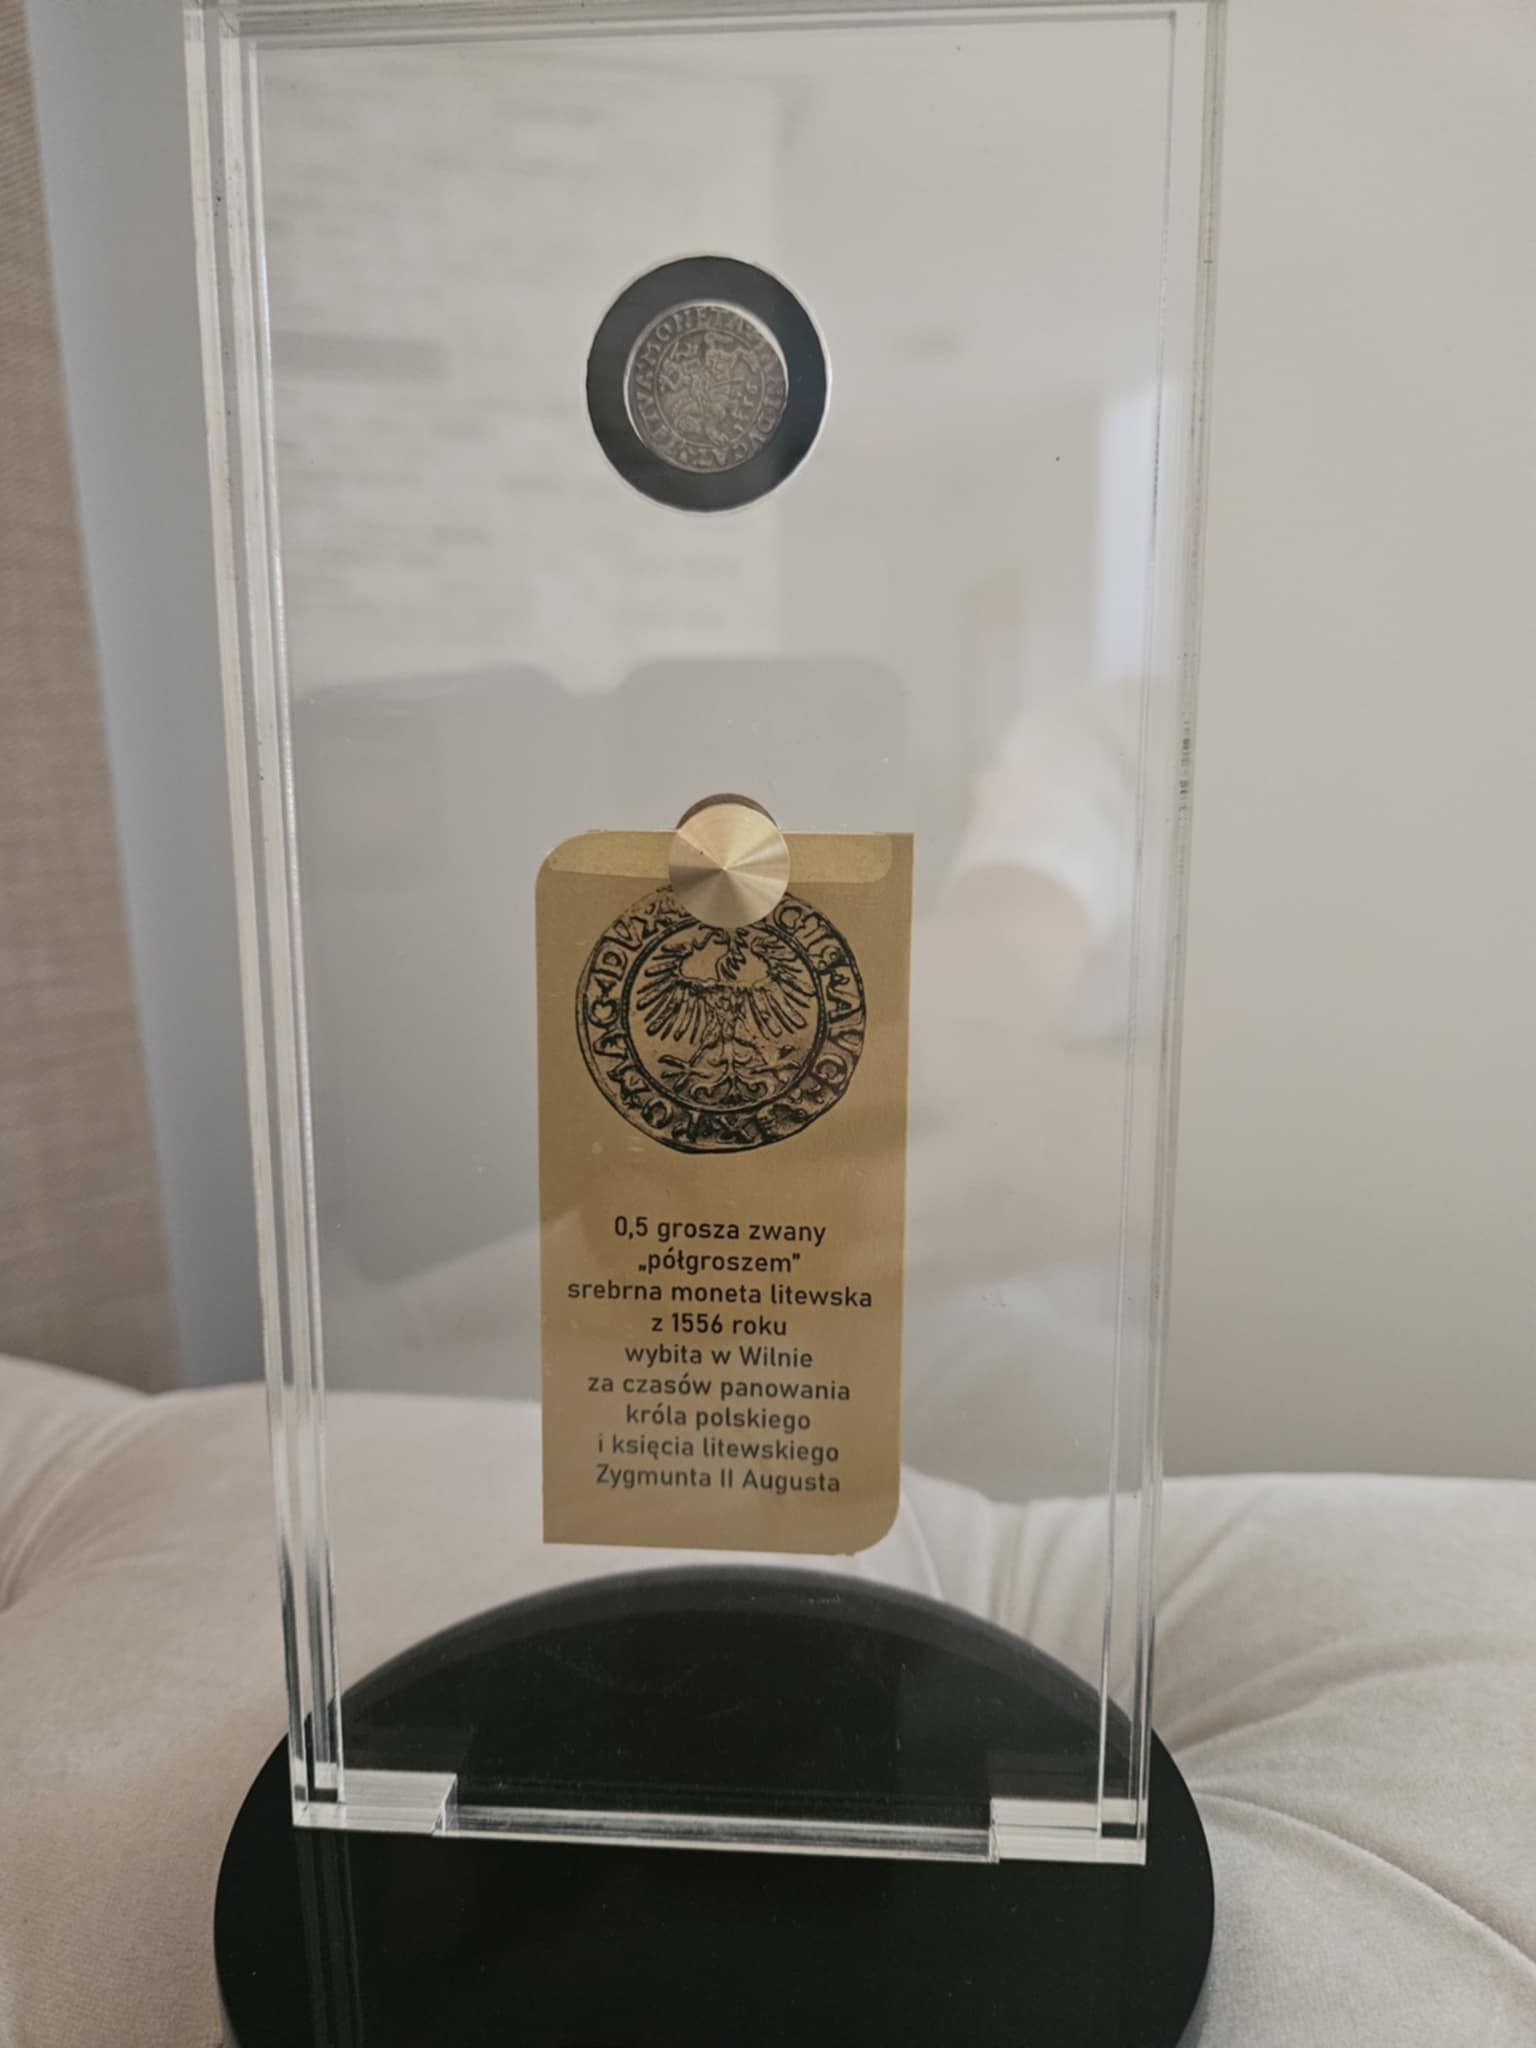 MONETA
0,5 grosza zwany
„półgroszem”
srebrna moneta litewska
z 1556 roku
wybita w Wilnie
za czasów panowania
króla polskiego
i księcia litewskiego
Zygmunta II Augusta